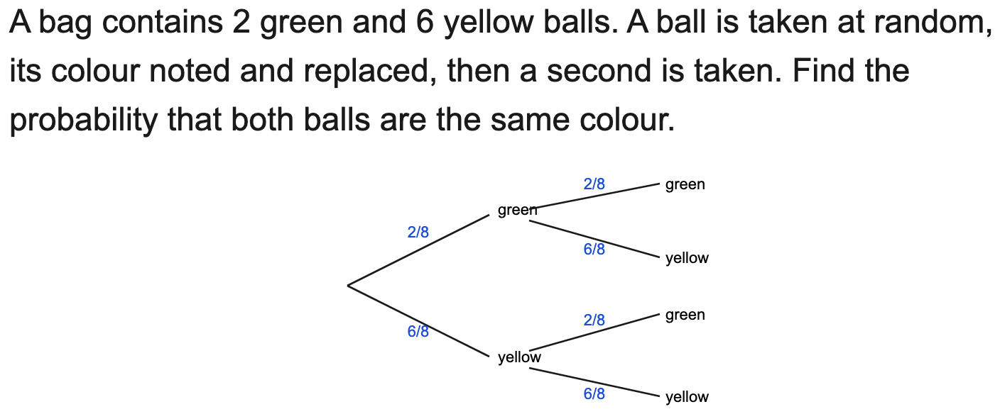 A bag contains 2 green and 6 yellow balls. A ball is taken at random,
its colour noted and replaced, then a second is taken. Find the
probability that both balls are the same colour.
2/8
green
green
2/8
6/8
yellow
2/8
green
6/8
yellow
6/8
yellow